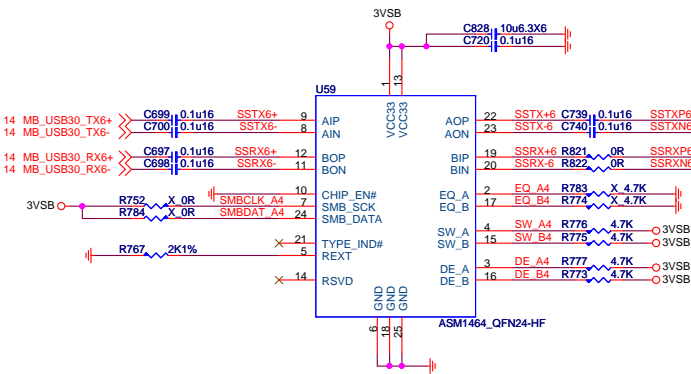 3VSB
C828 10u6.3X6
C720 0.1u16
U59
1 13
VCC33 VCC33
14 MB_USB30_TX6+ C699 0.1u16 SSTX6+ 9 AIP AOP 22 SSTX+6 C739 0.1u16 SSTXP6
14 MB_USB30_TX6- C700 0.1u16 SSTX6- 8 AIN AON 23 SSTX-6 C740 0.1u16 SSTXN6
14 MB_USB30_RX6+ C697 0.1u16 SSRX6+ 12 BOP BIP 19 SSRX+6 R821 0R SSRXP6
14 MB_USB30_RX6- C698 0.1u16 SSRX6- 11 BON BIN 20 SSRX-6 R822 0R SSRXN6
10 CHIP_EN# EQ_A 2 EQ_A4 R783 X_4.7K
3VSB R752 X_0R SMBCLK_A4 7 SMB_SCK EQ_B 17 EQ_B4 R774 X_4.7K
R784 X_0R SMBDAT_A4 24 SMB_DATA
SW_A 4 SW_A4 R776 4.7K 3VSB
21 TYPE_IND# SW_B 15 SW_B4 R775 4.7K 3VSB
R767 2K1% 5 REXT
DE_A 3 DE_A4 R777 4.7K 3VSB
14 RSVD DE_B 16 DE_B4 R773 4.7K 3VSB
GND GND GND
6 18 25
ASM1464_QFN24-HF